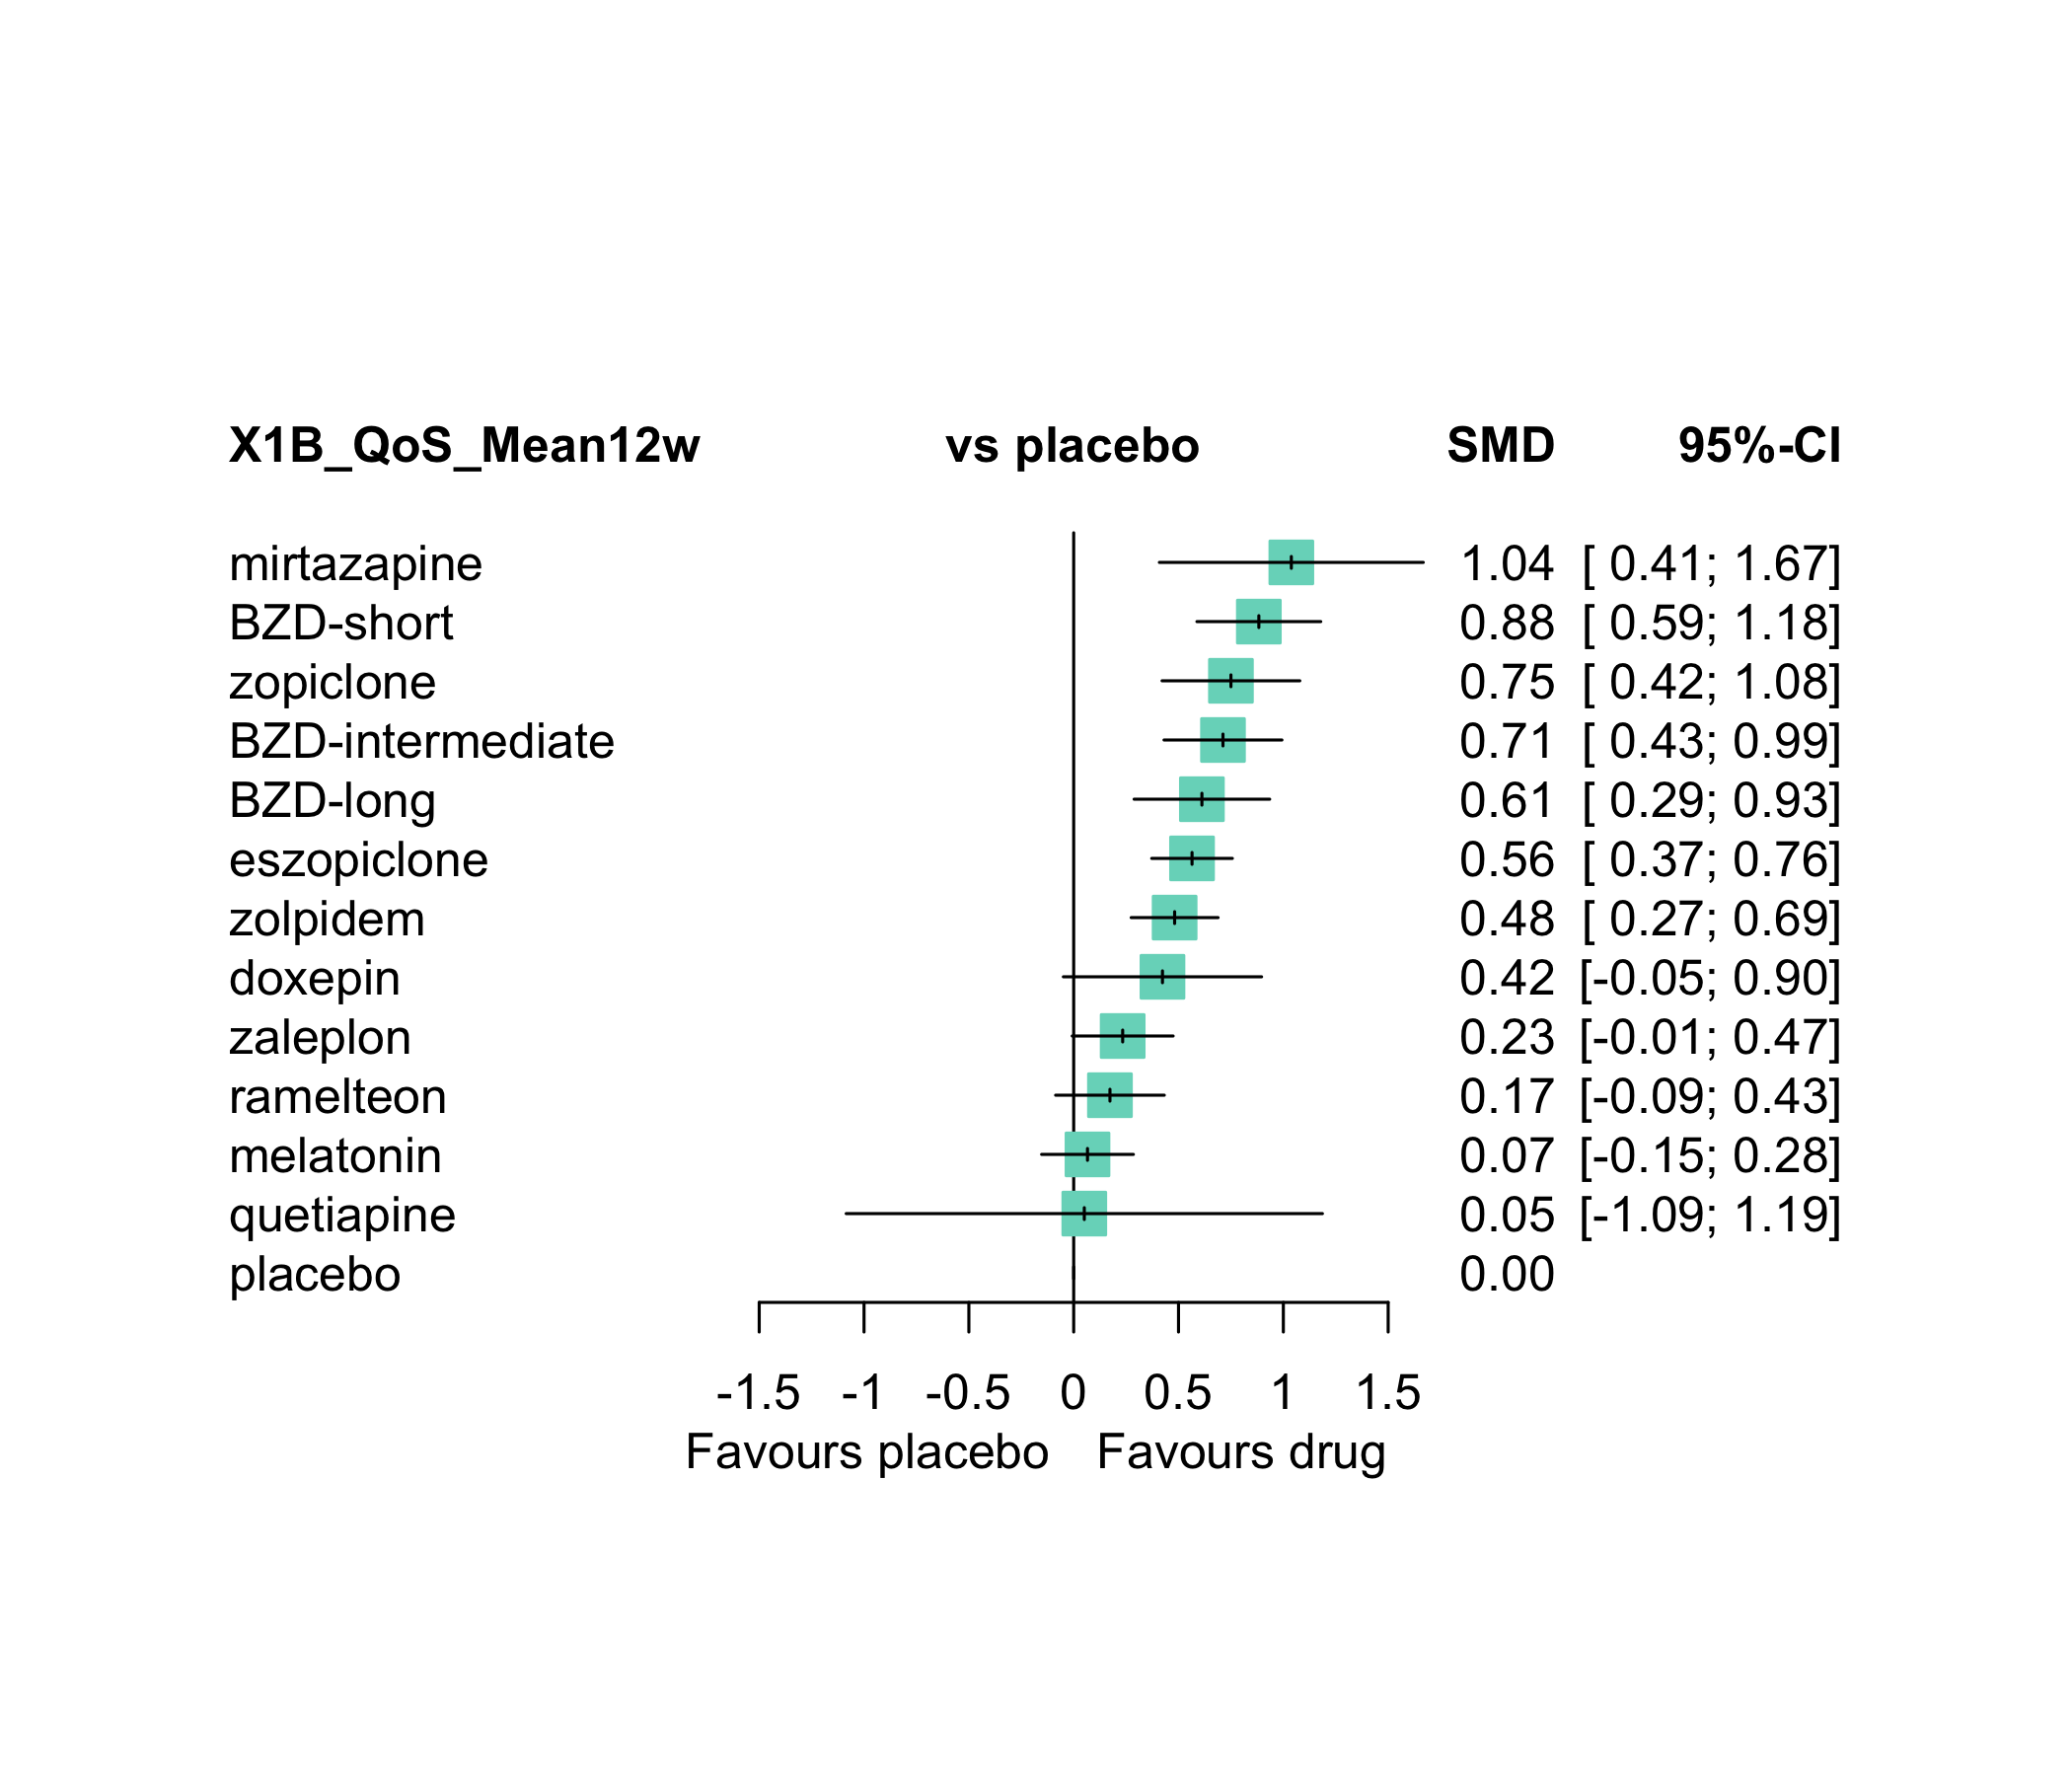 X1B_QoS_Mean12w vs placebo SMD 95%-CI
mirtazapine 1.04 [ 0.41; 1.67]
BZD-short 0.88 [ 0.59; 1.18]
zopiclone 0.75 [ 0.42; 1.08]
BZD-intermediate 0.71 [ 0.43; 0.99]
BZD-long 0.61 [ 0.29; 0.93]
eszopiclone 0.56 [ 0.37; 0.76]
zolpidem 0.48 [ 0.27; 0.69]
doxepin 0.42 [-0.05; 0.90]
zaleplon 0.23 [-0.01; 0.47]
ramelteon 0.17 [-0.09; 0.43]
melatonin 0.07 [-0.15; 0.28]
quetiapine 0.05 [-1.09; 1.19]
placebo 0.00
-1.5 -1 -0.5 0 0.5 1 1.5
Favours placebo Favours drug